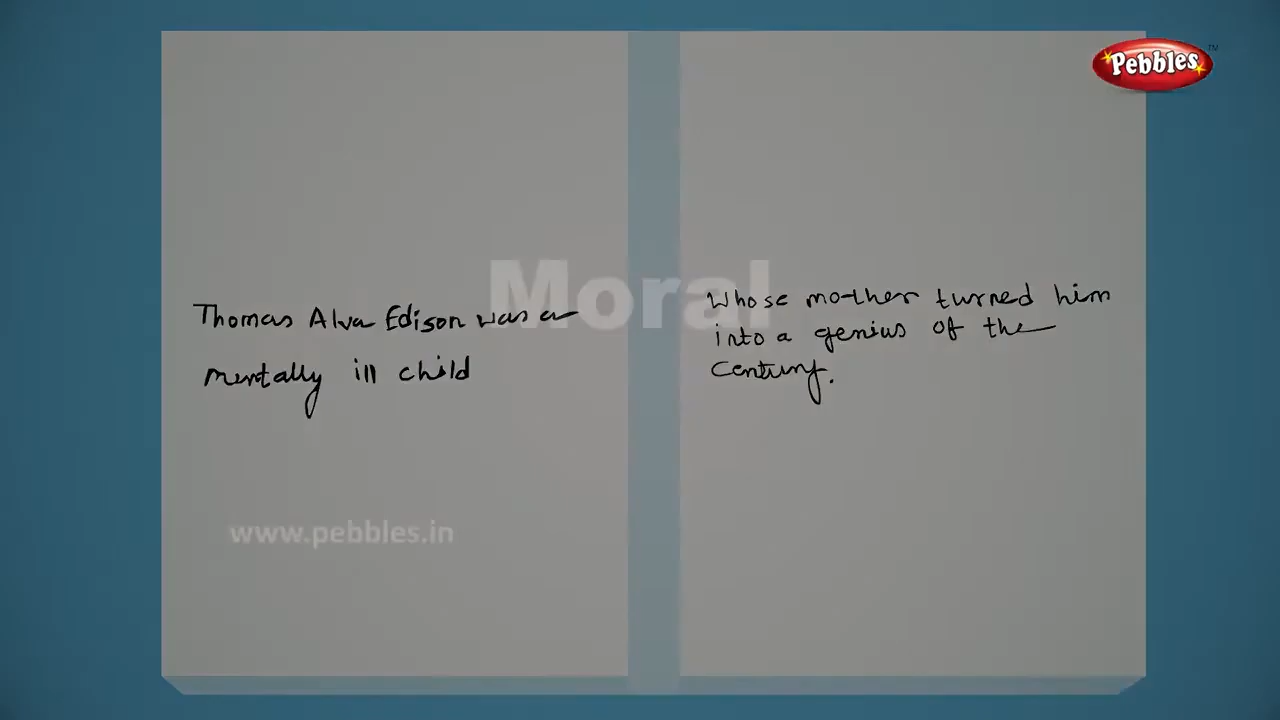 Pebbles TM
Moral
Thomas Alva Edison was a
mentally ill child
Whose mother turned him
into a genius of the
Century.
www.pebbles.in